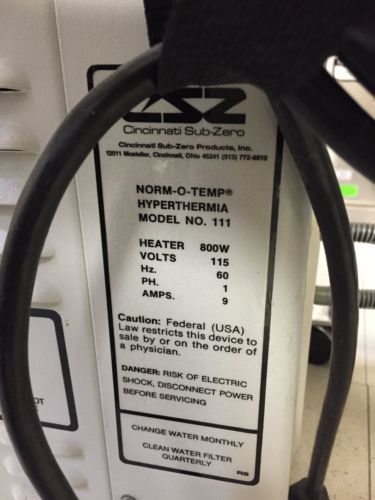 CSZ
Cincinnati Sub-Zero
Cincinnati Sub-Zero Products, Inc.
12011 Mosteller, Cincinnati, Ohio 45241 (513) 772-8810
NORM-O-TEMP®
HYPERTHERMIA
MODEL NO. 111
HEATER 800W
VOLTS 115
Hz. 60
PH. 1
AMPS. 9
Caution: Federal (USA)
Law restricts this device to
sale by or on the order of
a physician.
DANGER: RISK OF ELECTRIC
SHOCK, DISCONNECT POWER
BEFORE SERVICING
CHANGE WATER MONTHLY
CLEAN WATER FILTER
QUARTERLY